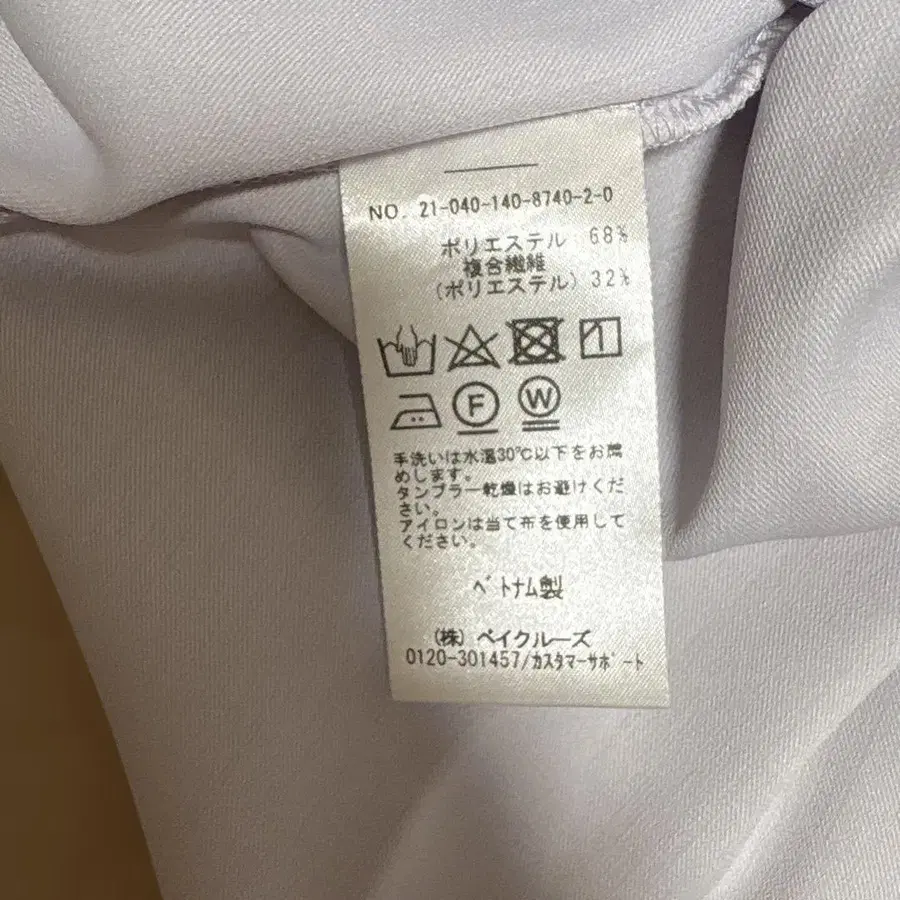 NO. 21-040-140-8740-2-0
ポリエステル 68%
複合繊維
(ポリエステル) 32%
F W
手洗いは水温30℃以下をお薦
めします。
タンブラー乾燥はお避けくだ
さい。
アイロンは当て布を使用して
ください。
ベトナム製
(株) ベイクルーズ
0120-301457/カスタマーサポート